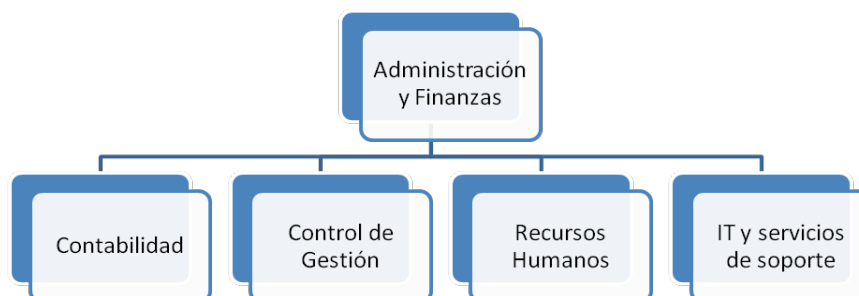 Administración
y Finanzas
Contabilidad
Control de
Gestión
Recursos
Humanos
IT y servicios
de soporte